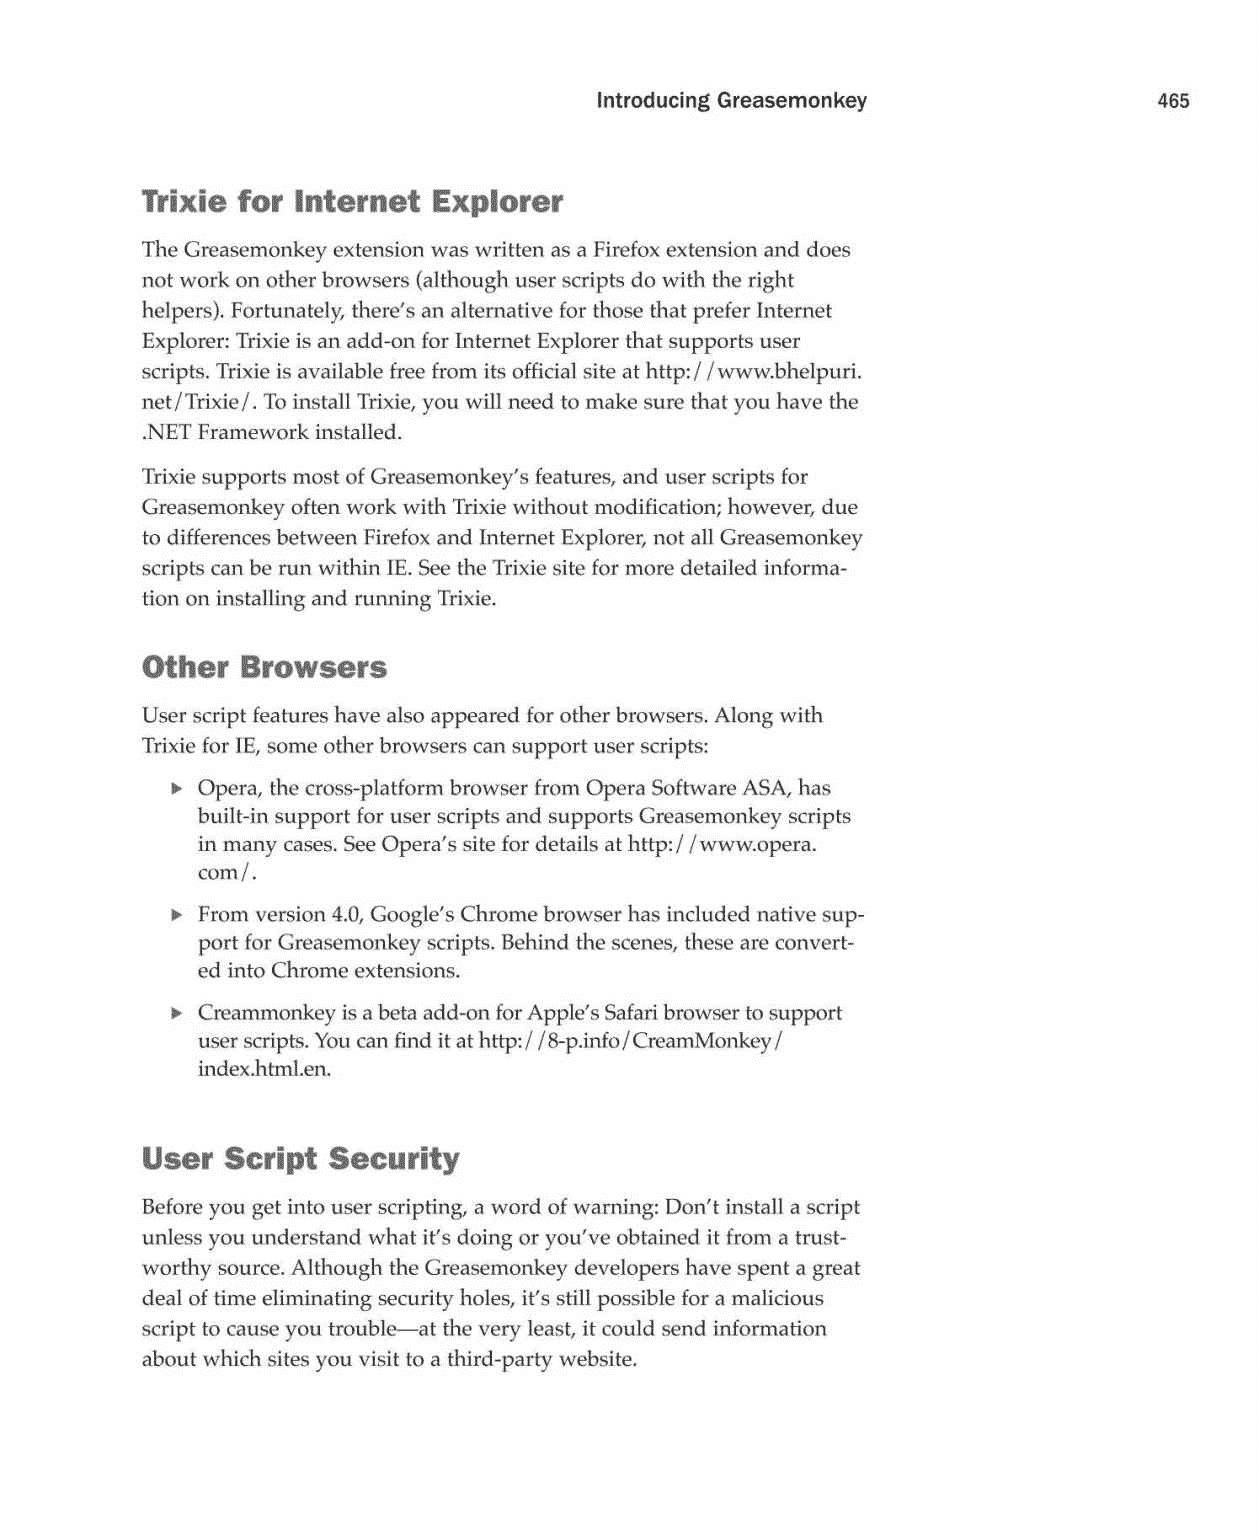 Introducing Greasemonkey 465
Trixie for Internet Explorer
The Greasemonkey extension was written as a Firefox extension and does
not work on other browsers (although user scripts do with the right
helpers). Fortunately, there's an alternative for those that prefer Internet
Explorer: Trixie is an add-on for Internet Explorer that supports user
scripts. Trixie is available free from its official site at http://www.bhelpuri.
net/Trixie/. To install Trixie, you will need to make sure that you have the
.NET Framework installed.
Trixie supports most of Greasemonkey's features, and user scripts for
Greasemonkey often work with Trixie without modification; however, due
to differences between Firefox and Internet Explorer, not all Greasemonkey
scripts can be run within IE. See the Trixie site for more detailed informa-
tion on installing and running Trixie.
Other Browsers
User script features have also appeared for other browsers. Along with
Trixie for IE, some other browsers can support user scripts:
▶ Opera, the cross-platform browser from Opera Software ASA, has
built-in support for user scripts and supports Greasemonkey scripts
in many cases. See Opera's site for details at http://www.opera.
com/.
▶ From version 4.0, Google's Chrome browser has included native sup-
port for Greasemonkey scripts. Behind the scenes, these are convert-
ed into Chrome extensions.
▶ Creammonkey is a beta add-on for Apple's Safari browser to support
user scripts. You can find it at http://8-p.info/CreamMonkey/
index.html.en.
User Script Security
Before you get into user scripting, a word of warning: Don't install a script
unless you understand what it's doing or you've obtained it from a trust-
worthy source. Although the Greasemonkey developers have spent a great
deal of time eliminating security holes, it's still possible for a malicious
script to cause you trouble—at the very least, it could send information
about which sites you visit to a third-party website.